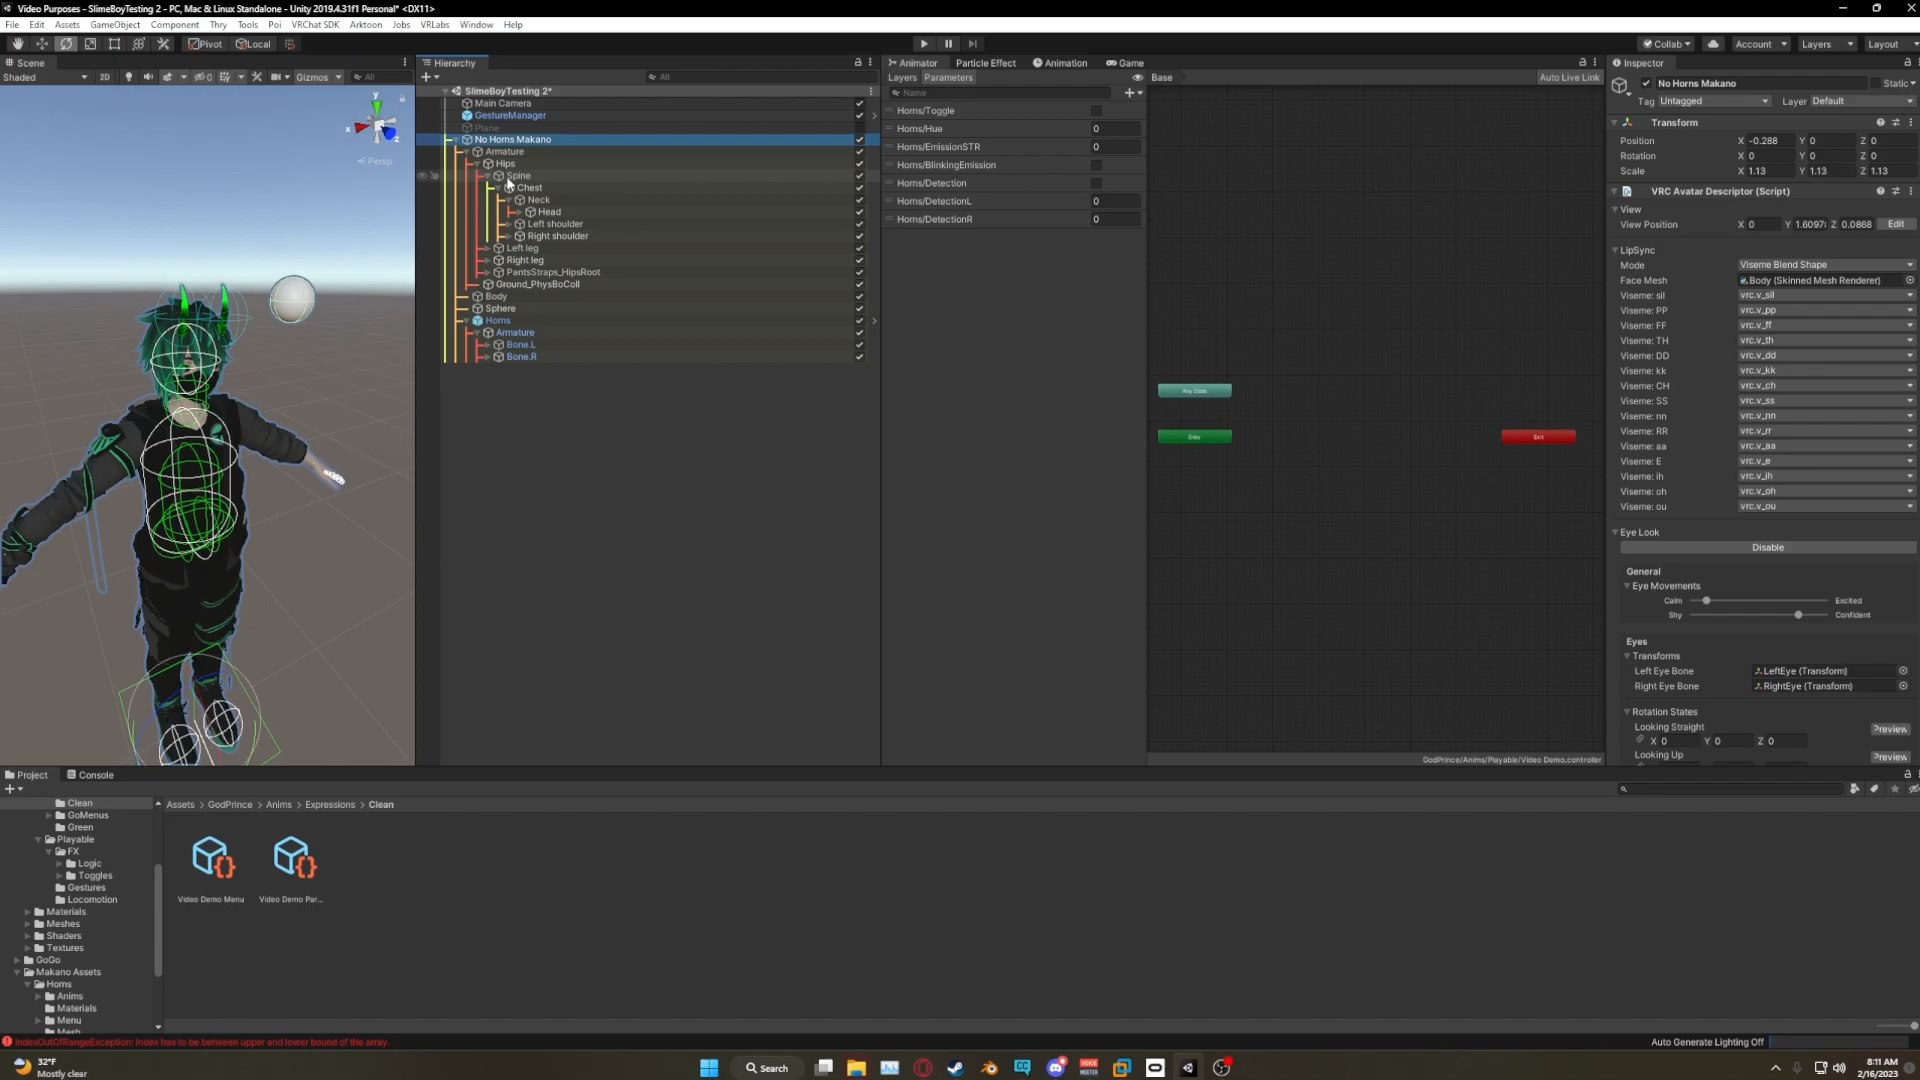 Video Purposes - SlimeBoyTesting 2 - PC, Mac & Linux Standalone - Unity 2019.4.31f1 Personal* <DX11>
File Edit Assets GameObject Component Thry Tools Poi VRChat SDK Arktoon Jobs VRLabs Window Help
Pivot Local
Collab Account Layers Layout
Scene
Shaded 2D 0 Gizmos All
y
x
z
Persp
Hierarchy
All
SlimeBoyTesting 2*
Main Camera
GestureManager
Plane
No Horns Makano
Armature
Hips
Spine
Chest
Neck
Head
Left shoulder
Right shoulder
Left leg
Right leg
PantsStraps_HipsRoot
Ground_PhysBoColl
Body
Sphere
Horns
Armature
Bone.L
Bone.R
Animator Particle Effect Animation Game
Layers Parameters Base Auto Live Link
Name
Horns/Toggle
Horns/Hue 0
Horns/EmissionSTR 0
Horns/BlinkingEmission
Horns/Detection
Horns/DetectionL 0
Horns/DetectionR 0
Any State
Entry
Exit
GodPrince/Anims/Playable/Video Demo.controller
Inspector
No Horns Makano Static
Tag Untagged Layer Default
Transform
Position X -0.288 Y 0 Z 0
Rotation X 0 Y 0 Z 0
Scale X 1.13 Y 1.13 Z 1.13
VRC Avatar Descriptor (Script)
View
View Position X 0 Y 1.6097 Z 0.0868 Edit
LipSync
Mode Viseme Blend Shape
Face Mesh Body (Skinned Mesh Renderer)
Viseme: sil vrc.v_sil
Viseme: PP vrc.v_pp
Viseme: FF vrc.v_ff
Viseme: TH vrc.v_th
Viseme: DD vrc.v_dd
Viseme: kk vrc.v_kk
Viseme: CH vrc.v_ch
Viseme: SS vrc.v_ss
Viseme: nn vrc.v_nn
Viseme: RR vrc.v_rr
Viseme: aa vrc.v_aa
Viseme: E vrc.v_e
Viseme: ih vrc.v_ih
Viseme: oh vrc.v_oh
Viseme: ou vrc.v_ou
Eye Look
Disable
General
Eye Movements
Calm Excited
Shy Confident
Eyes
Transforms
Left Eye Bone LeftEye (Transform)
Right Eye Bone RightEye (Transform)
Rotation States
Looking Straight Preview
X 0 Y 0 Z 0
Looking Up Preview
Project Console
Clean
GoMenus
Green
Playable
FX
Logic
Toggles
Gestures
Locomotion
Materials
Meshes
Shaders
Textures
GoGo
Makano Assets
Horns
Anims
Materials
Menu
Mesh
Assets > GodPrince > Anims > Expressions > Clean
Video Demo Menu Video Demo Par...
IndexOutOfRangeException: Index has to be between upper and lower bound of the array.
Auto Generate Lighting Off
32°F
Mostly clear
Search
VOICE MEETER
8:11 AM
2/16/2023